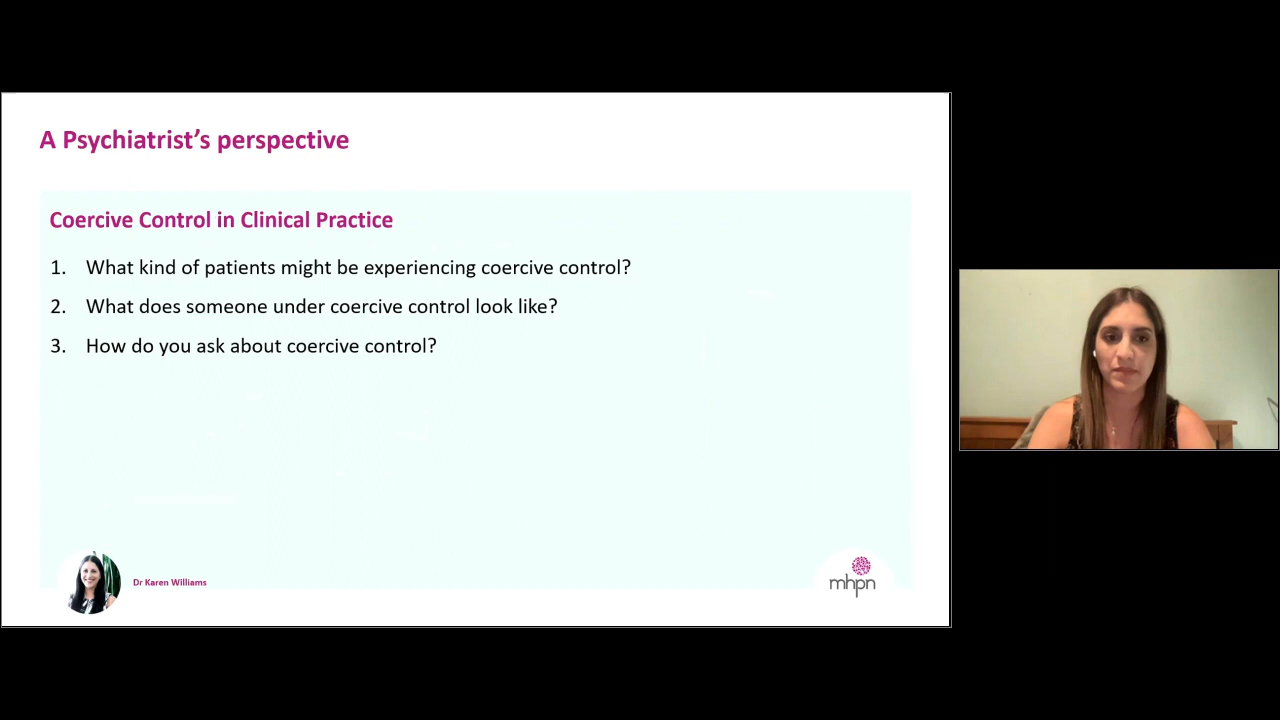 A Psychiatrist’s perspective
Coercive Control in Clinical Practice
1. What kind of patients might be experiencing coercive control?
2. What does someone under coercive control look like?
3. How do you ask about coercive control?
Dr Karen Williams
mhpn